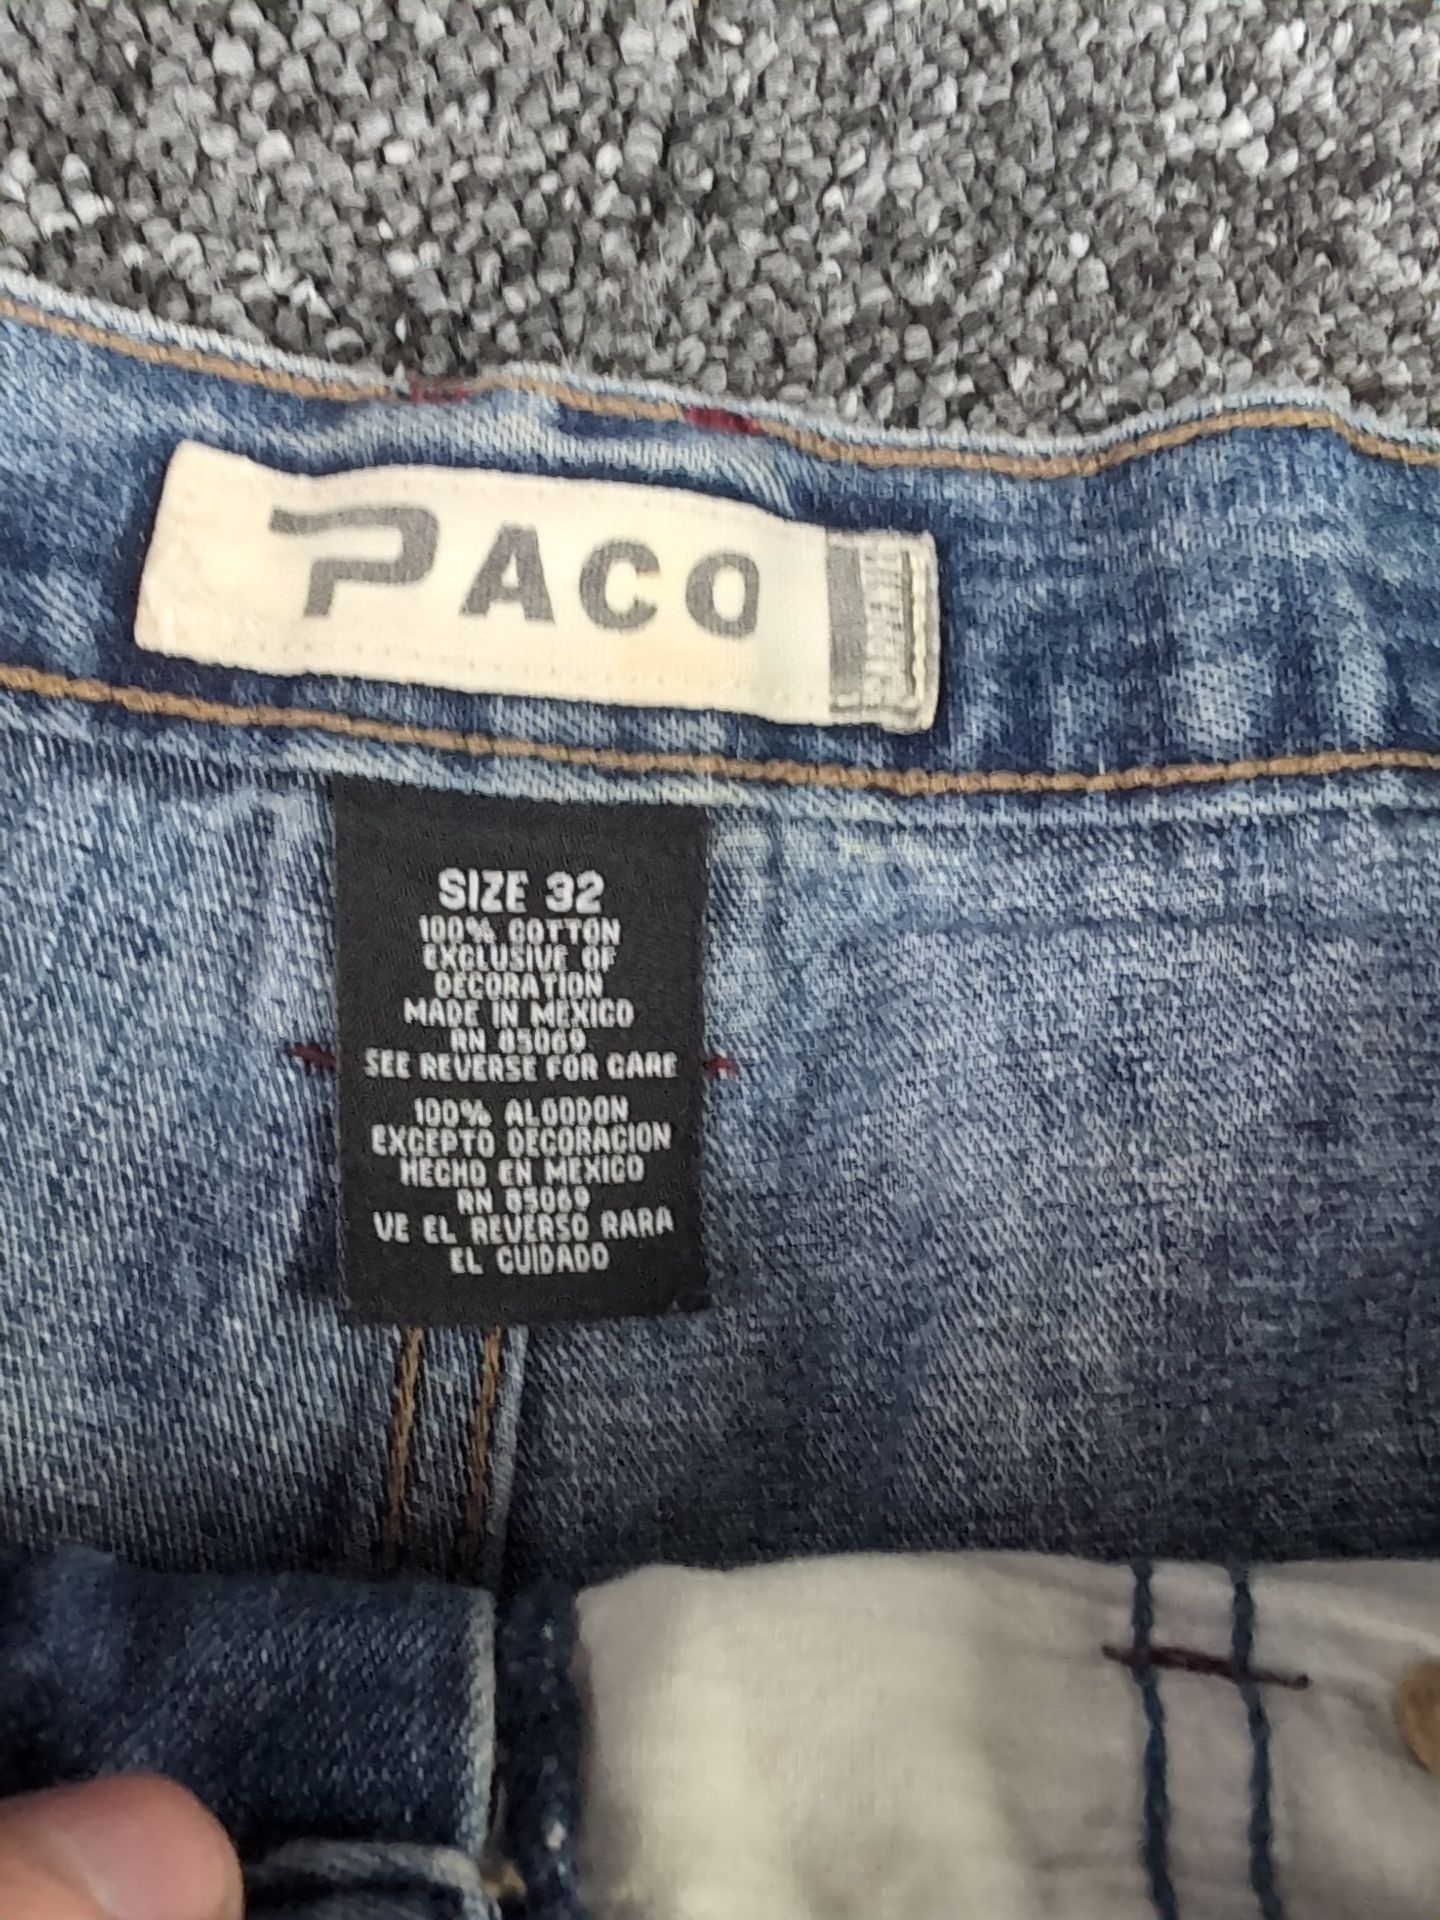 PACO
SIZE 32
100% COTTON
EXCLUSIVE OF
DECORATION
MADE IN MEXICO
RN 85069
SEE REVERSE FOR CARE
100% ALGODON
EXCEPTO DECORACION
HECHO EN MEXICO
RN 85069
VE EL REVERSO RARA
EL CUIDADO